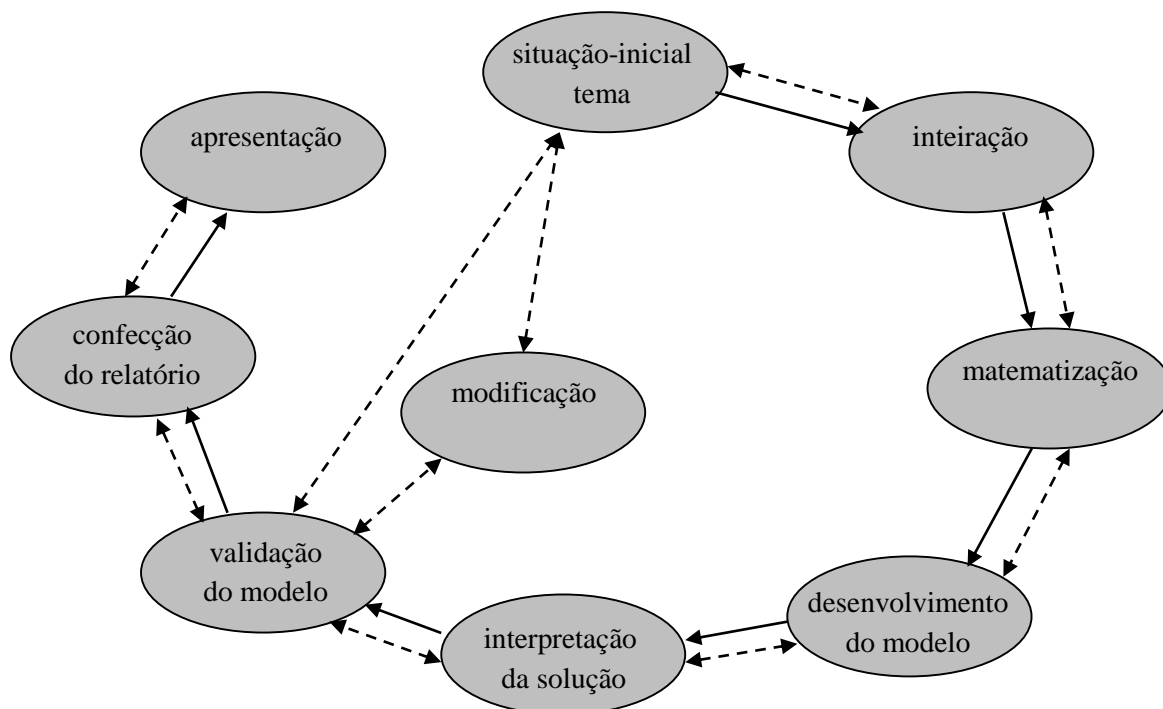 situação-inicial
tema
inteiração
matematização
desenvolvimento
do modelo
interpretação
da solução
validação
do modelo
modificação
confecção
do relatório
apresentação